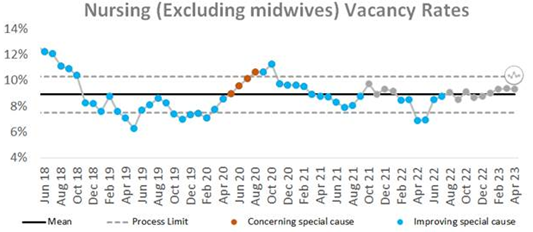 Nursing (Excluding midwives) Vacancy Rates
14%
12%
10%
8%
6%
4%
Jun 18
Aug 18
Oct 18
Dec 18
Feb 19
Apr 19
Jun 19
Aug 19
Oct 19
Dec 19
Feb 20
Apr 20
Jun 20
Aug 20
Oct 20
Dec 20
Feb 21
Apr 21
Jun 21
Aug 21
Oct 21
Dec 21
Feb 22
Apr 22
Jun 22
Aug 22
Oct 22
Dec 22
Feb 23
Apr 23
Mean
Process Limit
Concerning special cause
Improving special cause